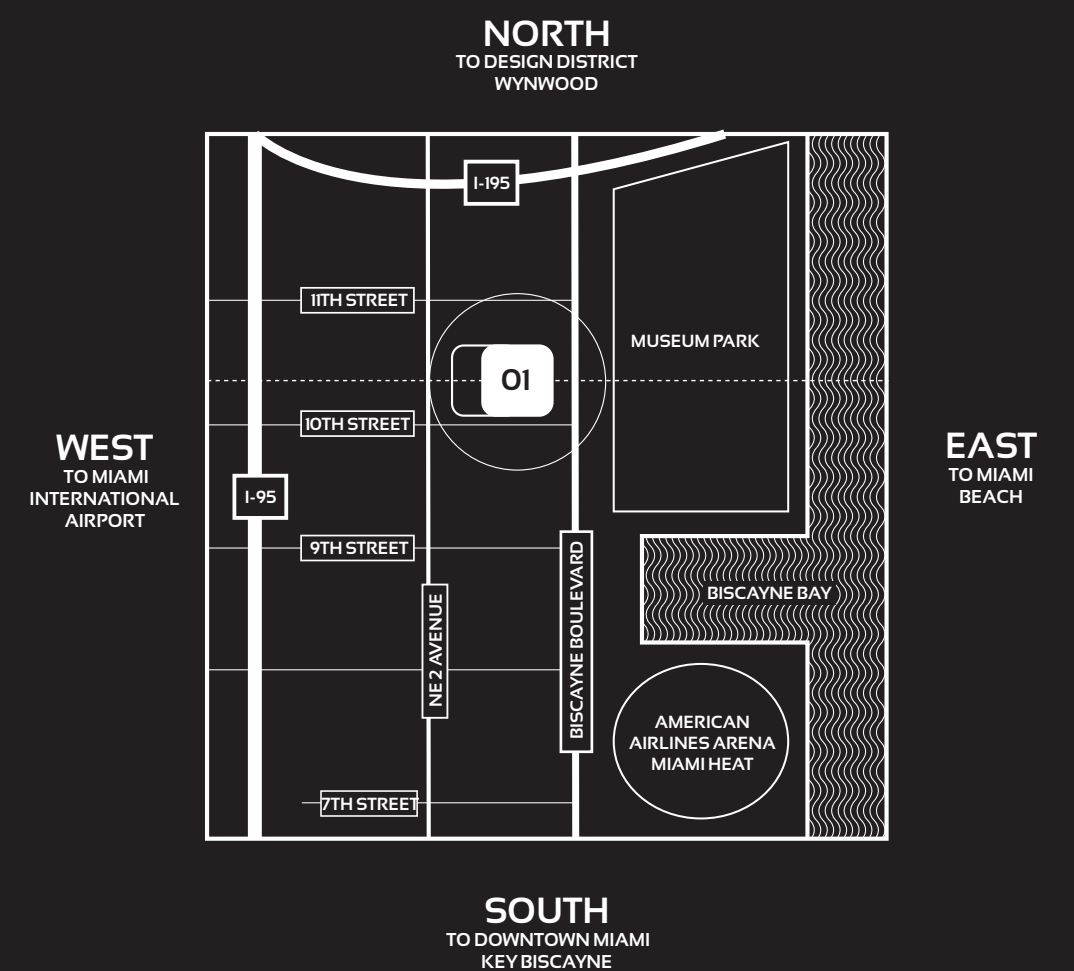 NORTH
TO DESIGN DISTRICT
WYNWOOD
I-195
11TH STREET
MUSEUM PARK
01
10TH STREET
WEST
TO MIAMI
INTERNATIONAL
AIRPORT
EAST
TO MIAMI
BEACH
I-95
9TH STREET
BISCAYNE BOULEVARD
NE 2 AVENUE
BISCAYNE BAY
AMERICAN
AIRLINES ARENA
MIAMI HEAT
7TH STREET
SOUTH
TO DOWNTOWN MIAMI
KEY BISCAYNE